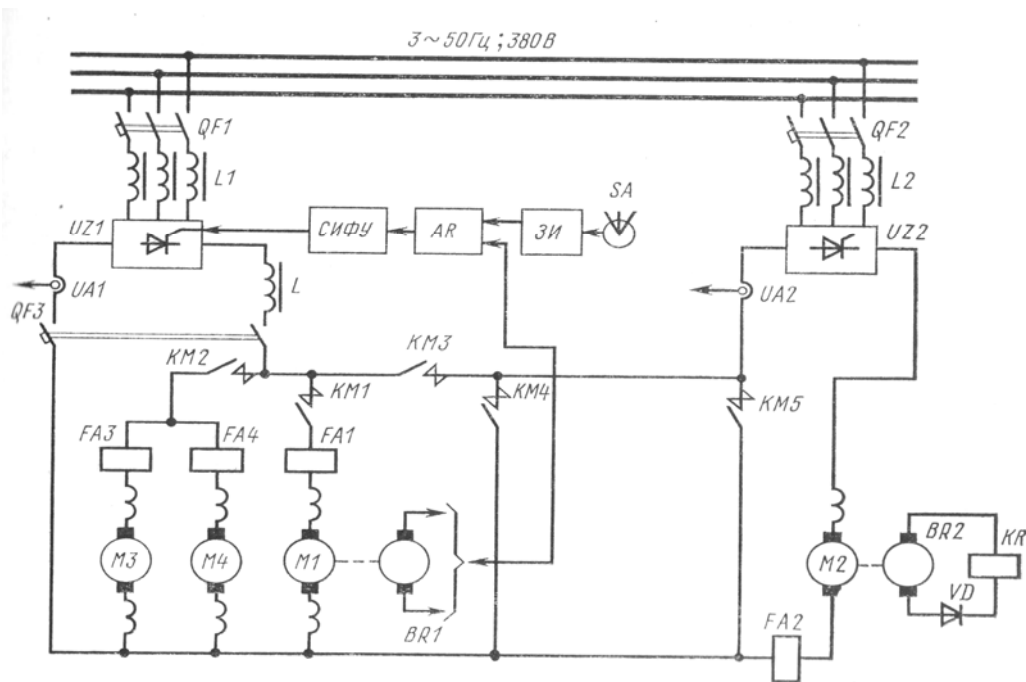 3~50Гц; 380В
QF1
QF2
L1
L2
SA
UZ1
СИФУ
AR
ЗИ
UZ2
UA1
L
UA2
QF3
KM2
KM3
KM1
KM4
KM5
FA3
FA4
FA1
M3
M4
M1
BR1
M2
BR2
KR
VD
FA2